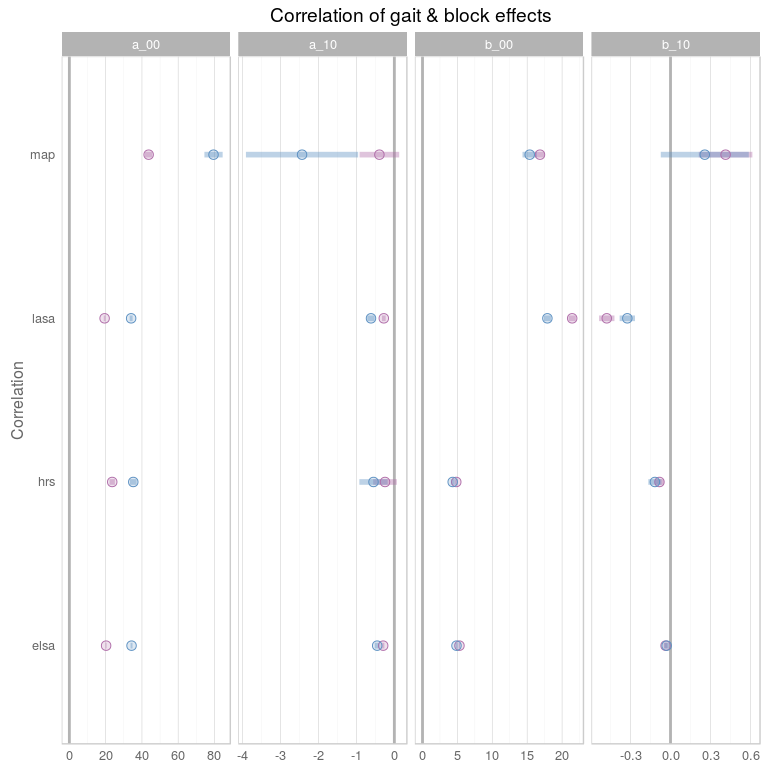 Correlation of gait & block effects
a_00 a_10 b_00 b_10
map
lasa
Correlation
hrs
elsa
0 20 40 60 80 -4 -3 -2 -1 0 0 5 10 15 20 -0.3 0.0 0.3 0.6